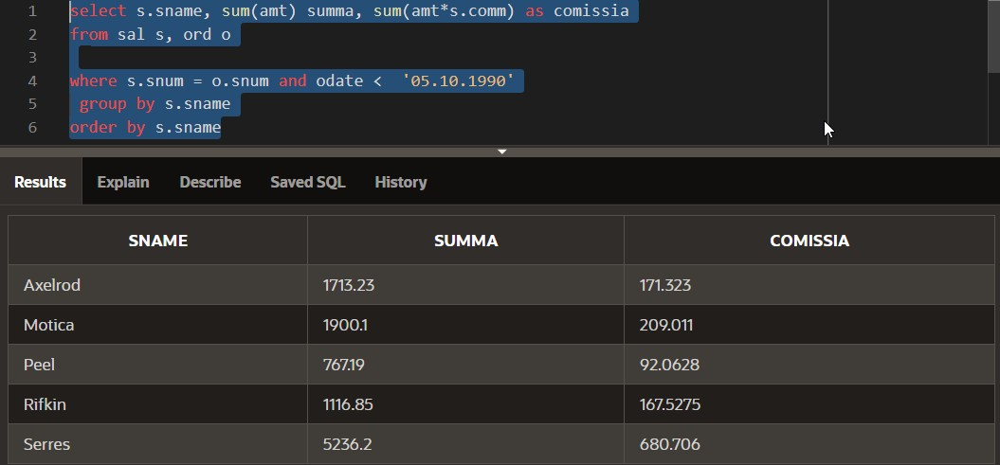 1 select s.sname, sum(amt) summa, sum(amt*s.comm) as comissia
2 from sal s, ord o
3
4 where s.snum = o.snum and odate <  '05.10.1990'
5  group by s.sname
6 order by s.sname
Results Explain Describe Saved SQL History
SNAME SUMMA COMISSIA
Axelrod 1713.23 171.323
Motica 1900.1 209.011
Peel 767.19 92.0628
Rifkin 1116.85 167.5275
Serres 5236.2 680.706